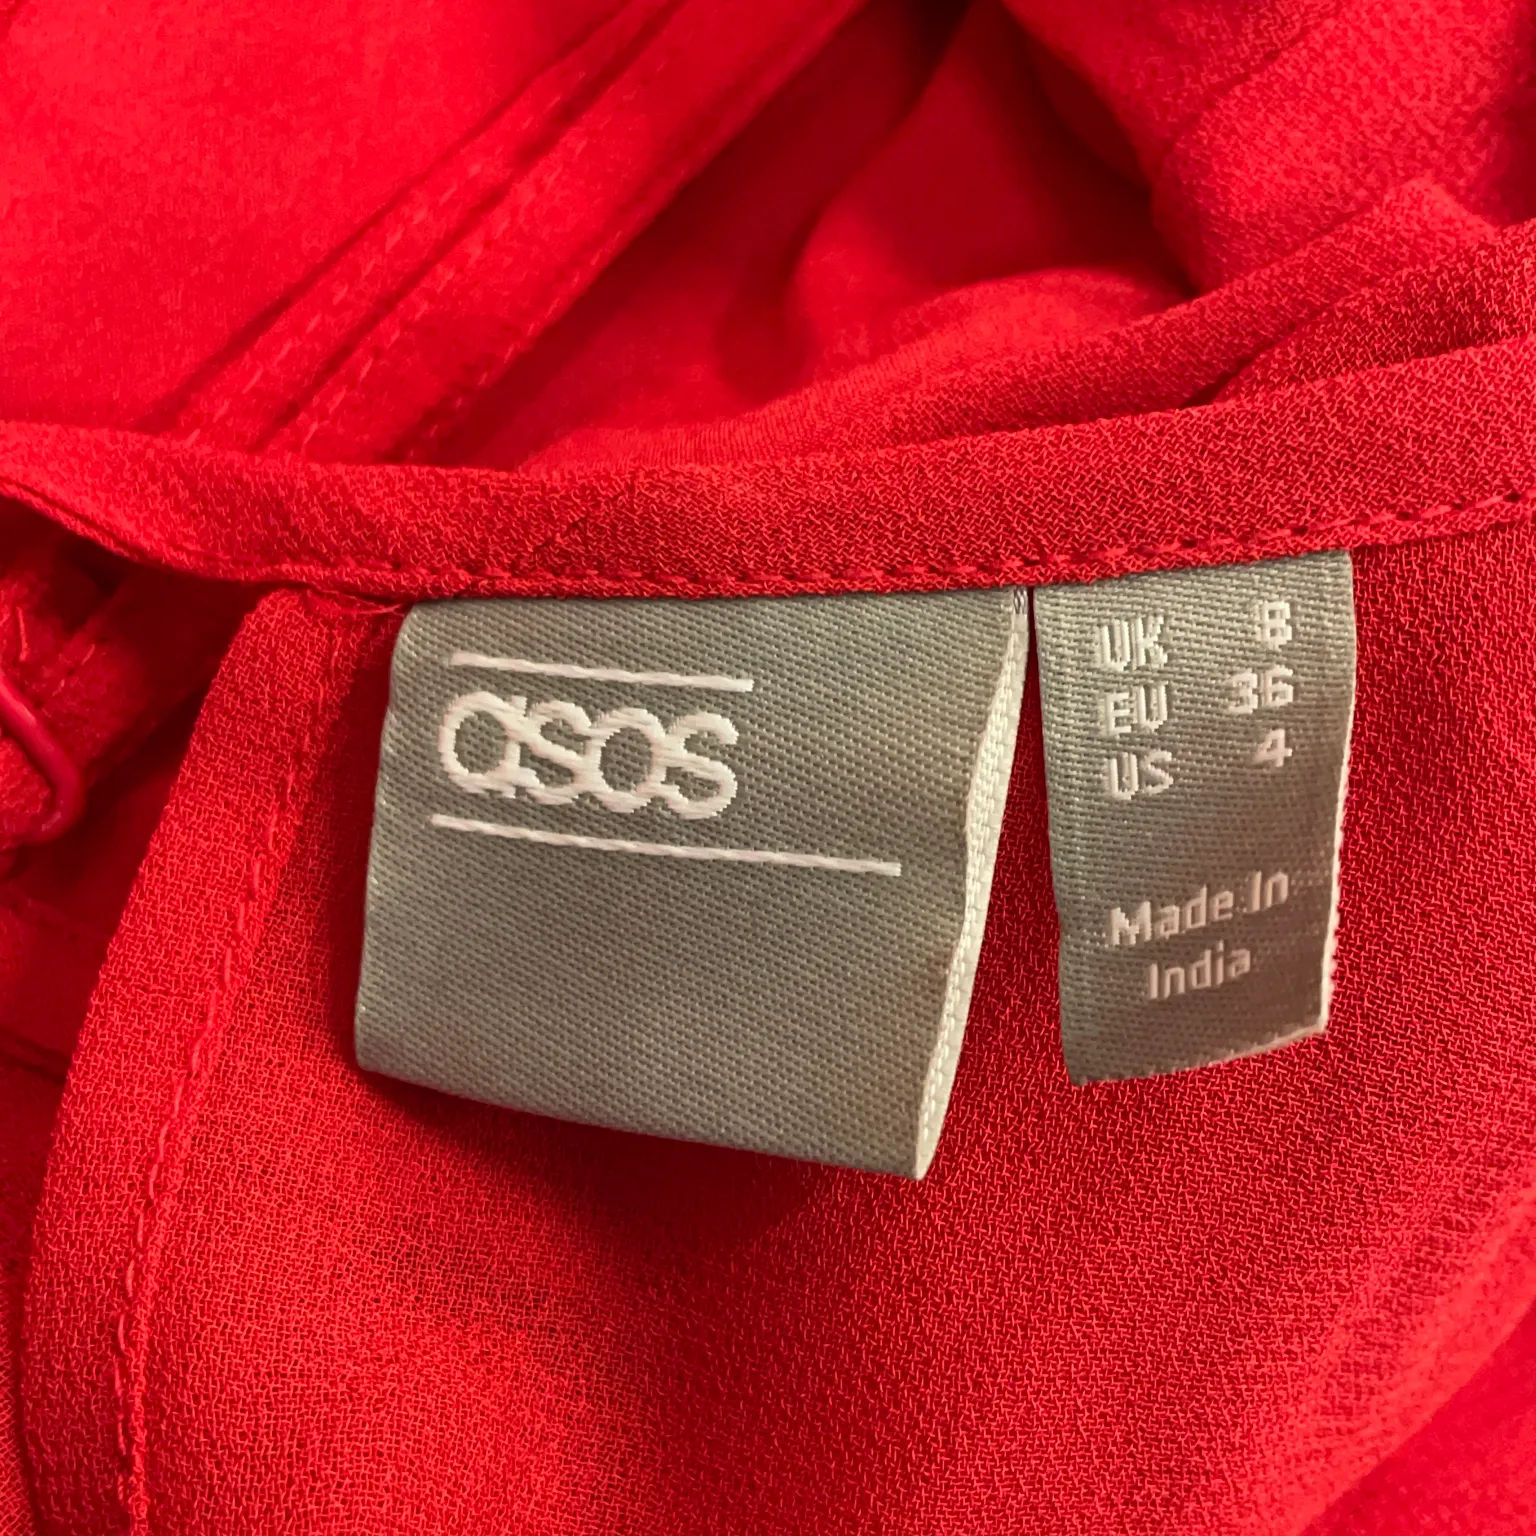 asos
UK 8
EU 36
US 4
Made In
India